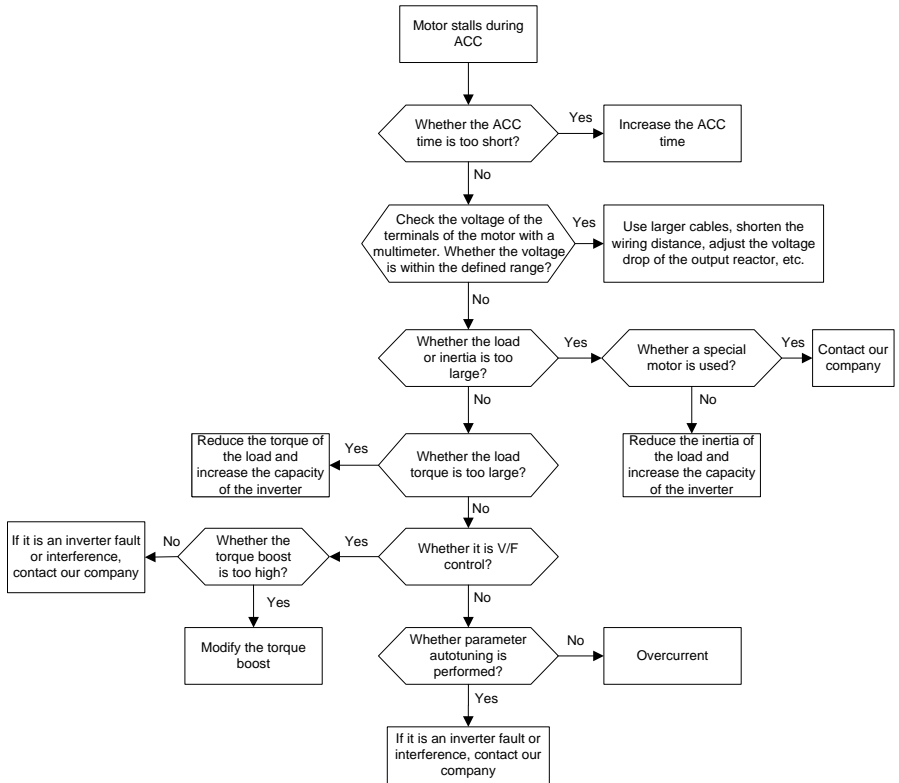 Motor stalls during
ACC
Whether the ACC
time is too short?
Yes
Increase the ACC
time
No
Check the voltage of the
terminals of the motor with a
multimeter. Whether the voltage
is within the defined range?
Yes
Use larger cables, shorten the
wiring distance, adjust the voltage
drop of the output reactor, etc.
No
Whether the load
or inertia is too
large?
Yes
Whether a special
motor is used?
Yes
Contact our
company
No
No
Reduce the inertia of
the load and
increase the capacity
of the inverter
Whether the load
torque is too large?
Yes
Reduce the torque of
the load and
increase the capacity
of the inverter
No
Whether it is V/F
control?
Yes
Whether the
torque boost
is too high?
No
If it is an inverter fault
or interference,
contact our company
Yes
Modify the torque
boost
No
Whether parameter
autotuning is
performed?
No
Overcurrent
Yes
If it is an inverter fault or
interference, contact our
company